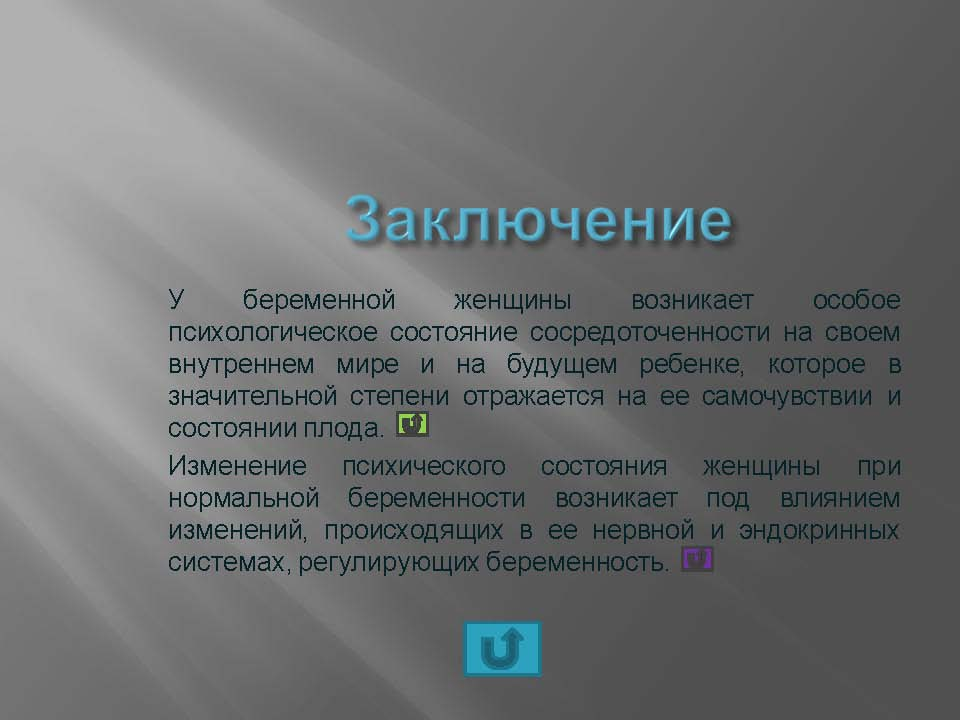 Заключение
У беременной женщины возникает особое
психологическое состояние сосредоточенности на своем
внутреннем мире и на будущем ребенке, которое в
значительной степени отражается на ее самочувствии и
состоянии плода.
Изменение психического состояния женщины при
нормальной беременности возникает под влиянием
изменений, происходящих в ее нервной и эндокринных
системах, регулирующих беременность.